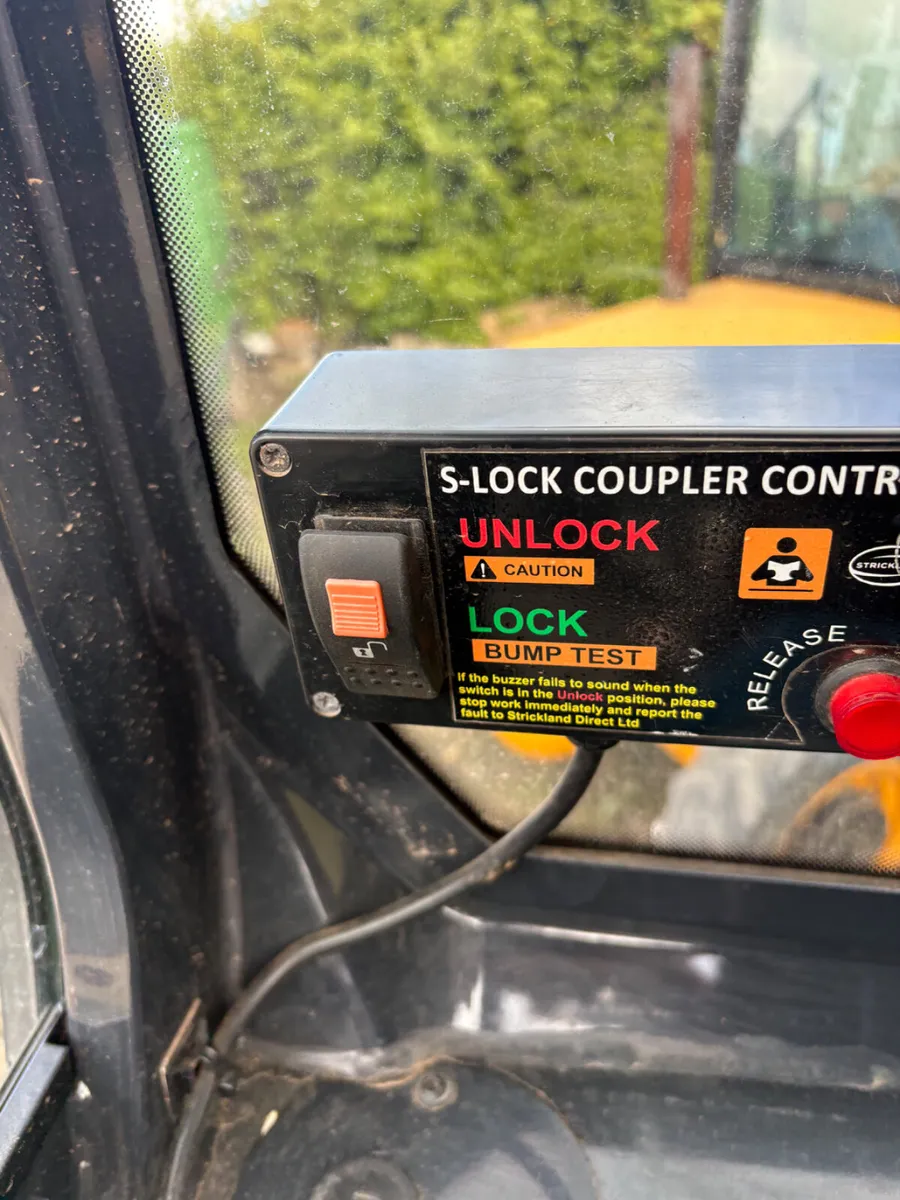 S-LOCK COUPLER CONTR
UNLOCK
CAUTION
STRICKL
LOCK
BUMP TEST
RELEASE
If the buzzer fails to sound when the
switch is in the Unlock position, please
stop work immediately and report the
fault to Strickland Direct Ltd